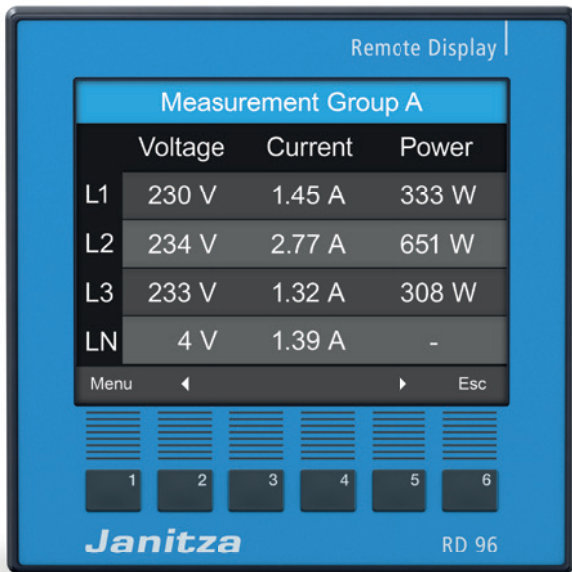 Remote Display
Measurement Group A
Voltage Current Power
L1 230 V 1.45 A 333 W
L2 234 V 2.77 A 651 W
L3 233 V 1.32 A 308 W
LN 4 V 1.39 A -
Menu Esc
1 2 3 4 5 6
Janitza RD 96